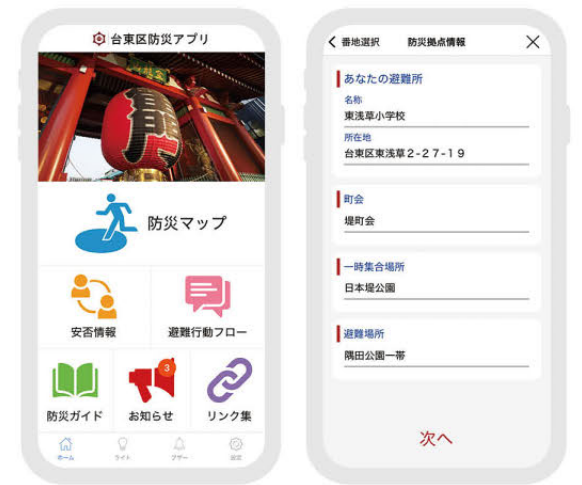 台東区防災アプリ
防災マップ
安否情報
避難行動フロー
3
防災ガイド
お知らせ
リンク集
ホーム
ライト
ブザー
設定
番地選択
防災拠点情報
あなたの避難所
名称
東浅草小学校
所在地
台東区東浅草2-27-19
町会
堤町会
一時集合場所
日本堤公園
避難場所
隅田公園一帯
次へ